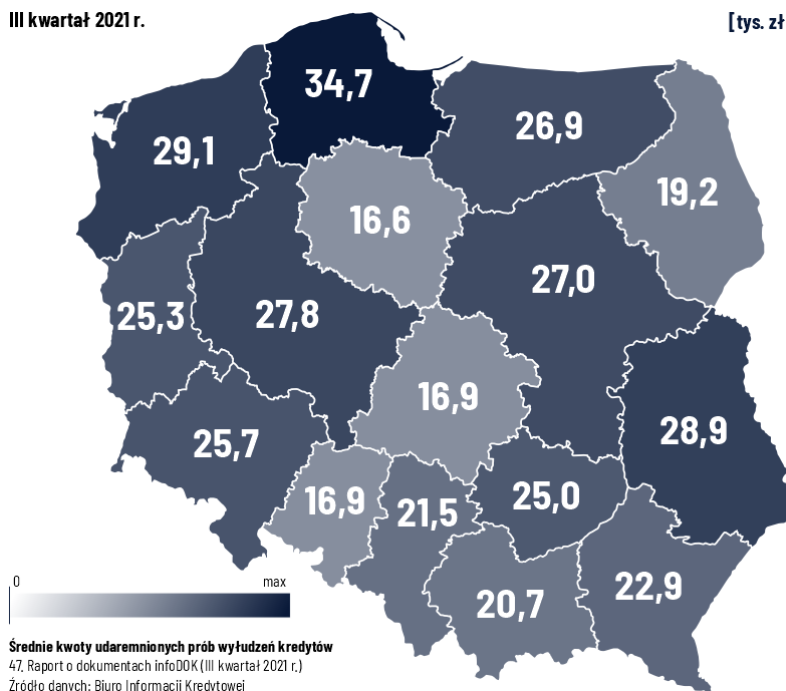 III kwartał 2021 r.
[tys. zł
34,7
29,1
26,9
19,2
16,6
27,0
25,3
27,8
16,9
28,9
25,7
16,9
21,5
25,0
22,9
20,7
0 max
Średnie kwoty udaremnionych prób wyłudzeń kredytów
47. Raport o dokumentach infoDOK (III kwartał 2021 r.)
Źródło danych: Biuro Informacji Kredytowej